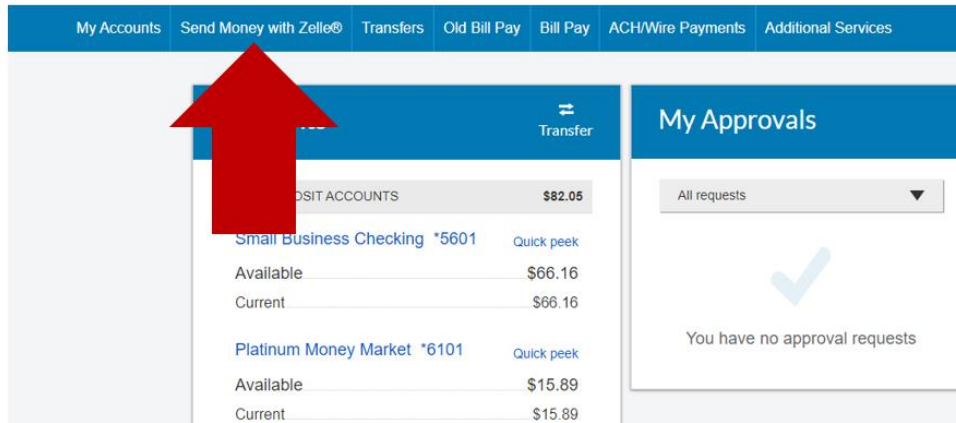 My Accounts Send Money with Zelle® Transfers Old Bill Pay Bill Pay ACH/Wire Payments Additional Services
Transfer
My Approvals
ACCOUNTS $82.05
All requests
Small Business Checking *5601 Quick peek
Available $66.16
Current $66.16
You have no approval requests
Platinum Money Market *6101 Quick peek
Available $15.89
Current $15.89